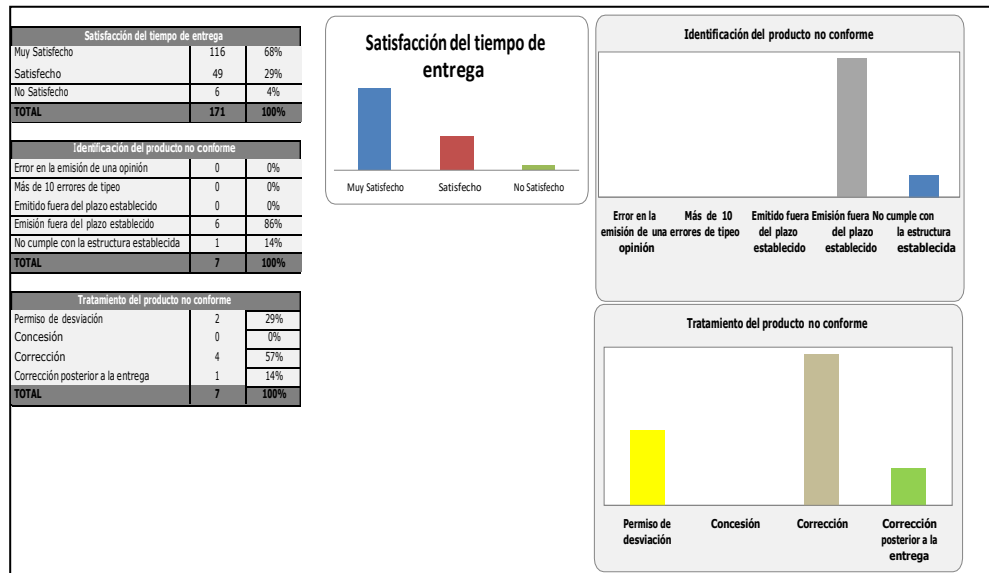 Satisfacción del tiempo de entrega
Muy Satisfecho 116 68%
Satisfecho 49 29%
No Satisfecho 6 4%
TOTAL 171 100%
Identificación del producto no conforme
Error en la emisión de una opinión 0 0%
Más de 10 errores de tipeo 0 0%
Emitido fuera del plazo establecido 0 0%
Emisión fuera del plazo establecido 6 86%
No cumple con la estructura establecida 1 14%
TOTAL 7 100%
Tratamiento del producto no conforme
Permiso de desviación 2 29%
Concesión 0 0%
Corrección 4 57%
Corrección posterior a la entrega 1 14%
TOTAL 7 100%
Satisfacción del tiempo de
entrega
Muy Satisfecho Satisfecho No Satisfecho
Identificación del producto no conforme
Error en la Más de 10 Emitido fuera Emisión fuera No cumple con
emisión de una errores de tipeo del plazo del plazo la estructura
opinión establecido establecido establecida
Tratamiento del producto no conforme
Permiso de Concesión Corrección Corrección
desviación posterior a la
entrega